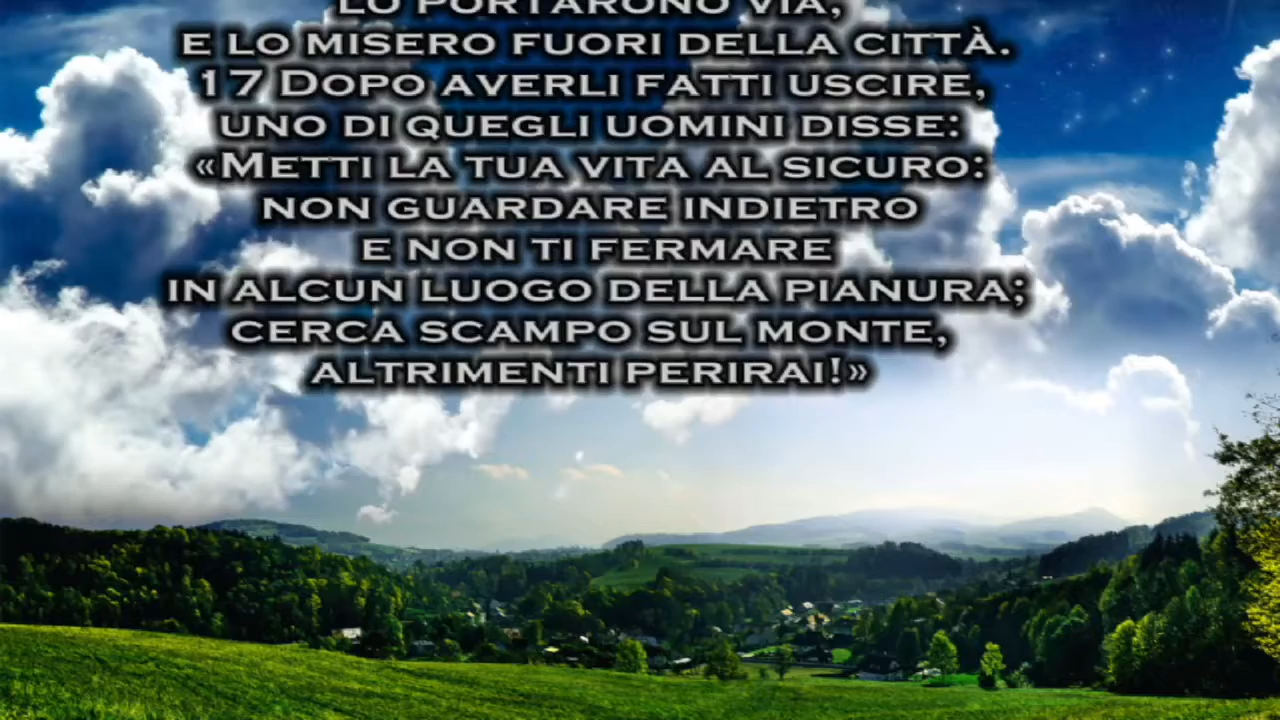 LO PORTARONO VIA,
E LO MISERO FUORI DELLA CITTÀ.
17 DOPO AVERLI FATTI USCIRE,
UNO DI QUEGLI UOMINI DISSE:
«METTI LA TUA VITA AL SICURO:
NON GUARDARE INDIETRO
E NON TI FERMARE
IN ALCUN LUOGO DELLA PIANURA;
CERCA SCAMPO SUL MONTE,
ALTRIMENTI PERIRAI!»